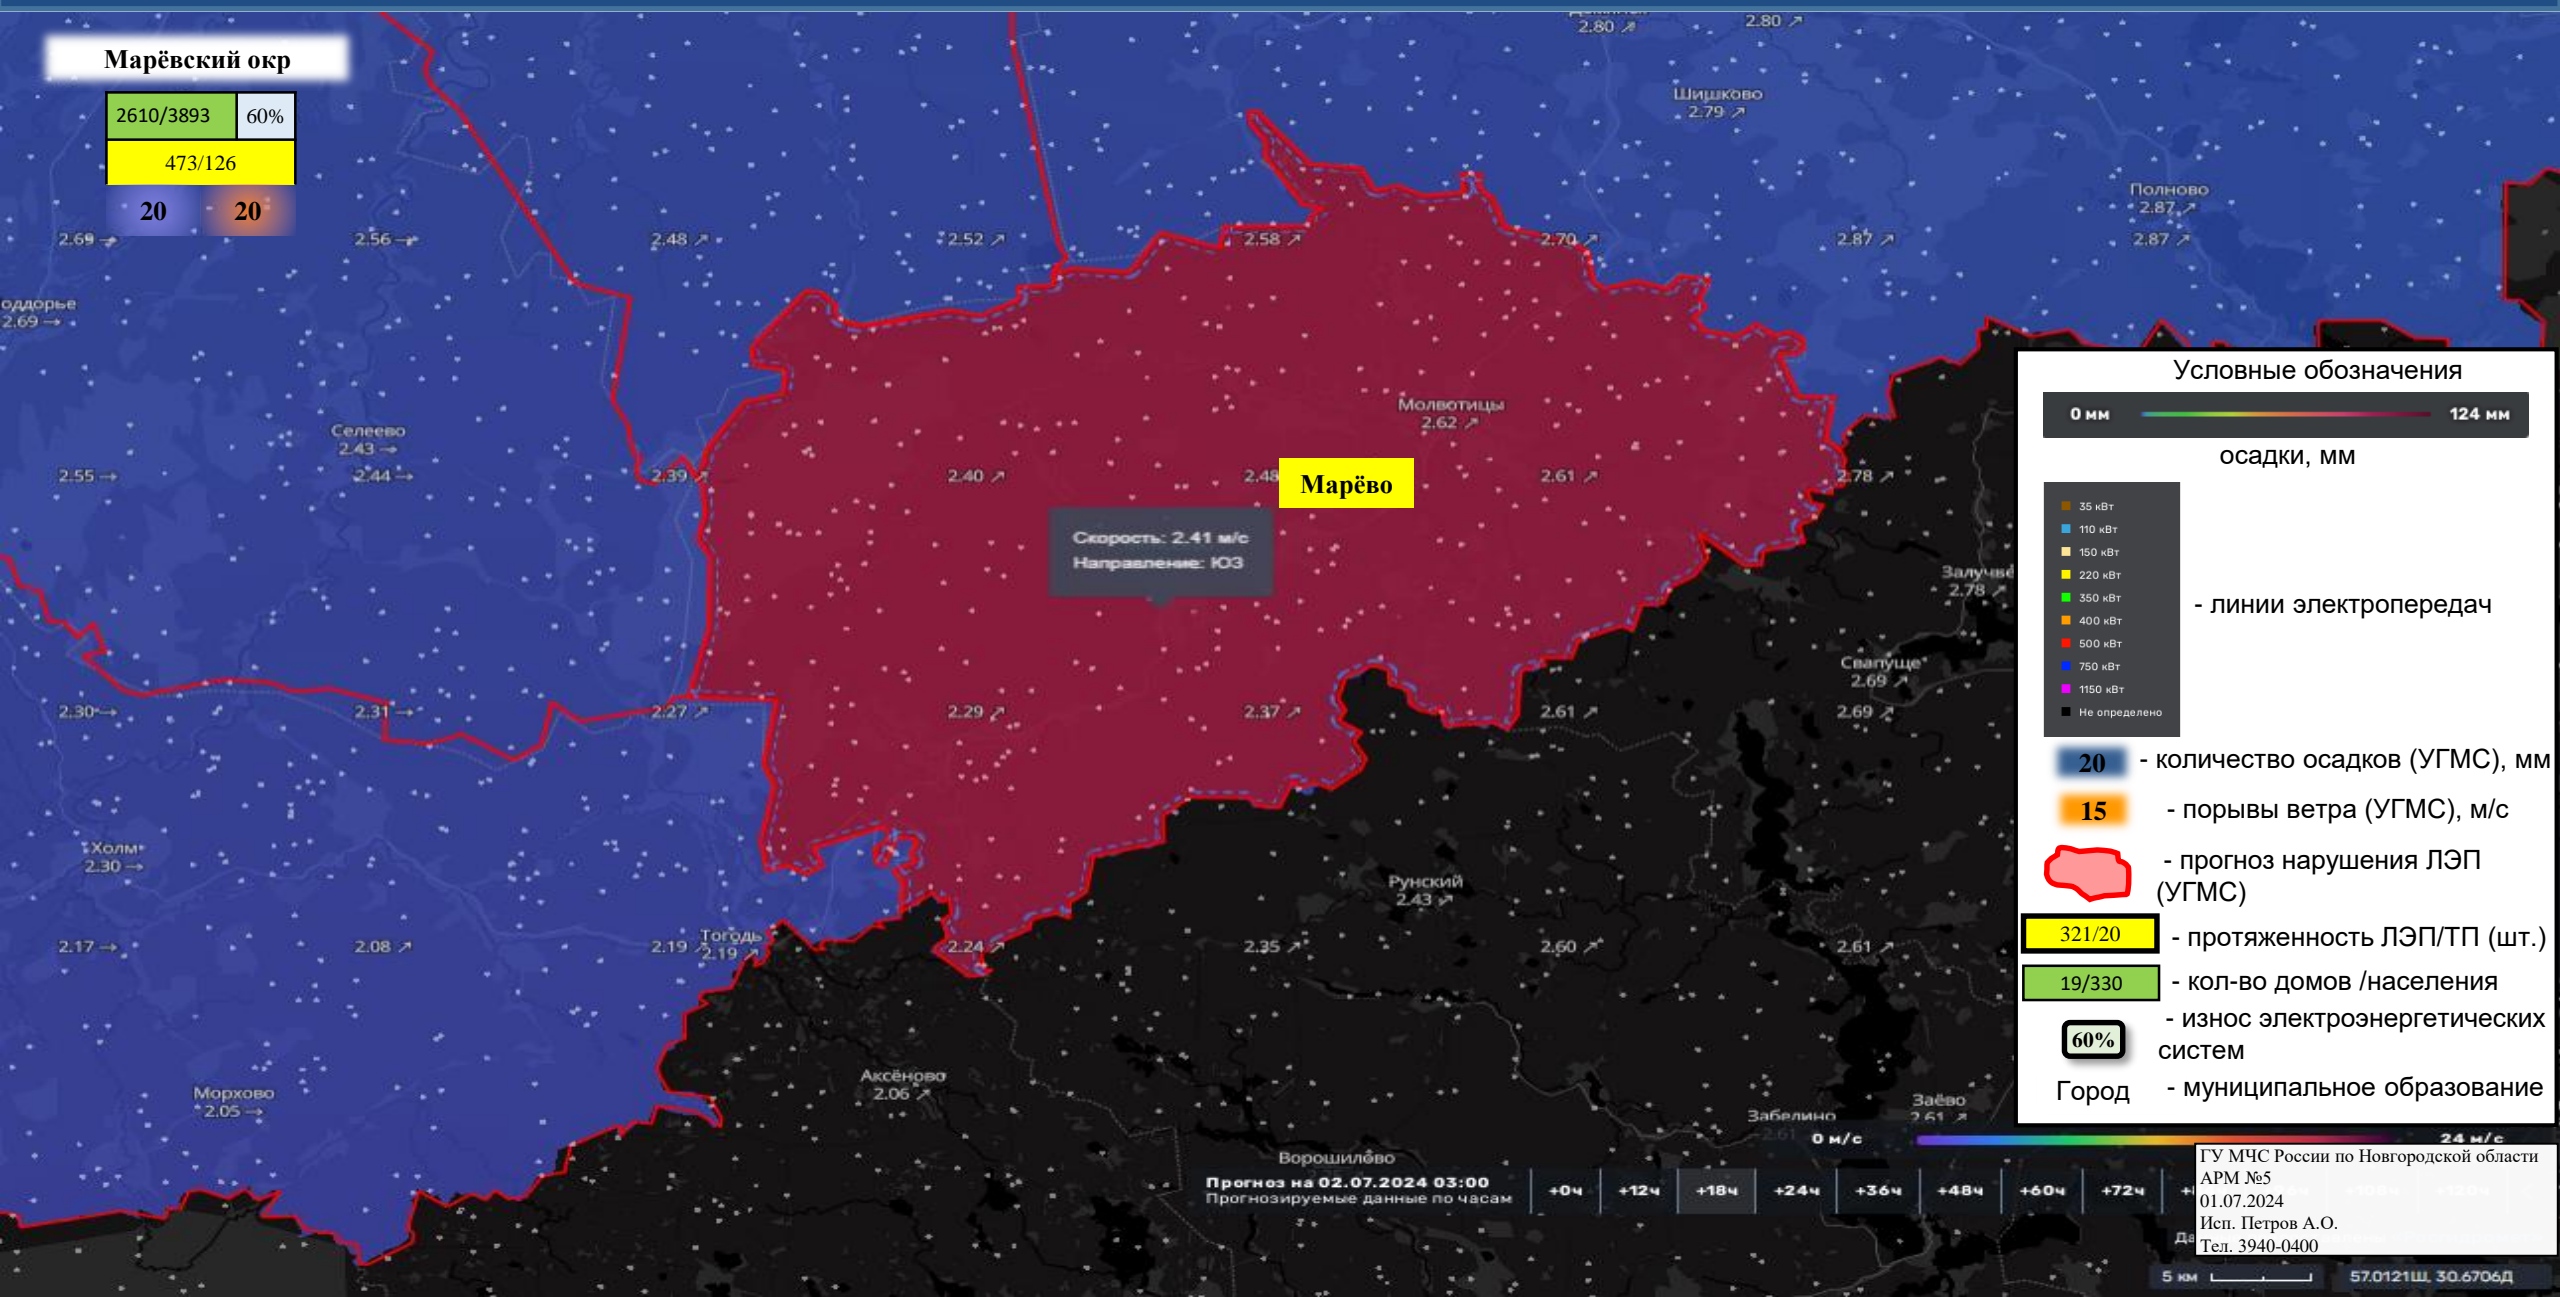 Марёвский окр
2610/3893 60%
473/126
20 20
2.80 ↗ 2.80 ↗
Шишково
2.79 ↗
Полново
2.87 ↗
2.69 → 2.56 → 2.48 ↗ 2.52 ↗ 2.58 ↗ 2.70 ↗ 2.87 ↗ 2.87 ↗
оддорье
2.69 →
Молвотицы
2.62 ↗
Селеево
2.43 →
2.55 → 2.44 → 2.39 ↗ 2.40 ↗ 2.48 2.61 ↗ 2.78 ↗
Марёво
Скорость: 2.41 м/с
Направление: ЮЗ
Залучье
2.78 ↗
Свапуще
2.69 ↗
2.30 → 2.31 → 2.27 ↗ 2.29 ↗ 2.37 ↗ 2.61 ↗ 2.69 ↗
Холм
2.30 →
Рунский
2.43 ↗
Тогодь
2.19 ↗
2.17 → 2.08 ↗ 2.19 ↗ 2.24 ↗ 2.35 ↗ 2.60 ↗ 2.61 ↗
Аксёново
2.06 ↗
Морхово
2.05 →
Заёво
2.61 ↗
Забелино
2.61
Ворошилово
Условные обозначения
0 мм 124 мм
осадки, мм
35 кВт
110 кВт
150 кВт
220 кВт
350 кВт
400 кВт
500 кВт
750 кВт
1150 кВт
Не определено
- линии электропередач
20 - количество осадков (УГМС), мм
15 - порывы ветра (УГМС), м/с
- прогноз нарушения ЛЭП
(УГМС)
321/20 - протяженность ЛЭП/ТП (шт.)
19/330 - кол-во домов /населения
60% - износ электроэнергетических
систем
Город - муниципальное образование
0 м/с 24 м/с
Прогноз на 02.07.2024 03:00
Прогнозируемые данные по часам
+0ч +12ч +18ч +24ч +36ч +48ч +60ч +72ч
ГУ МЧС России по Новгородской области
АРМ №5
01.07.2024
Исп. Петров А.О.
Тел. 3940-0400
5 км 57.0121Ш, 30.6706Д